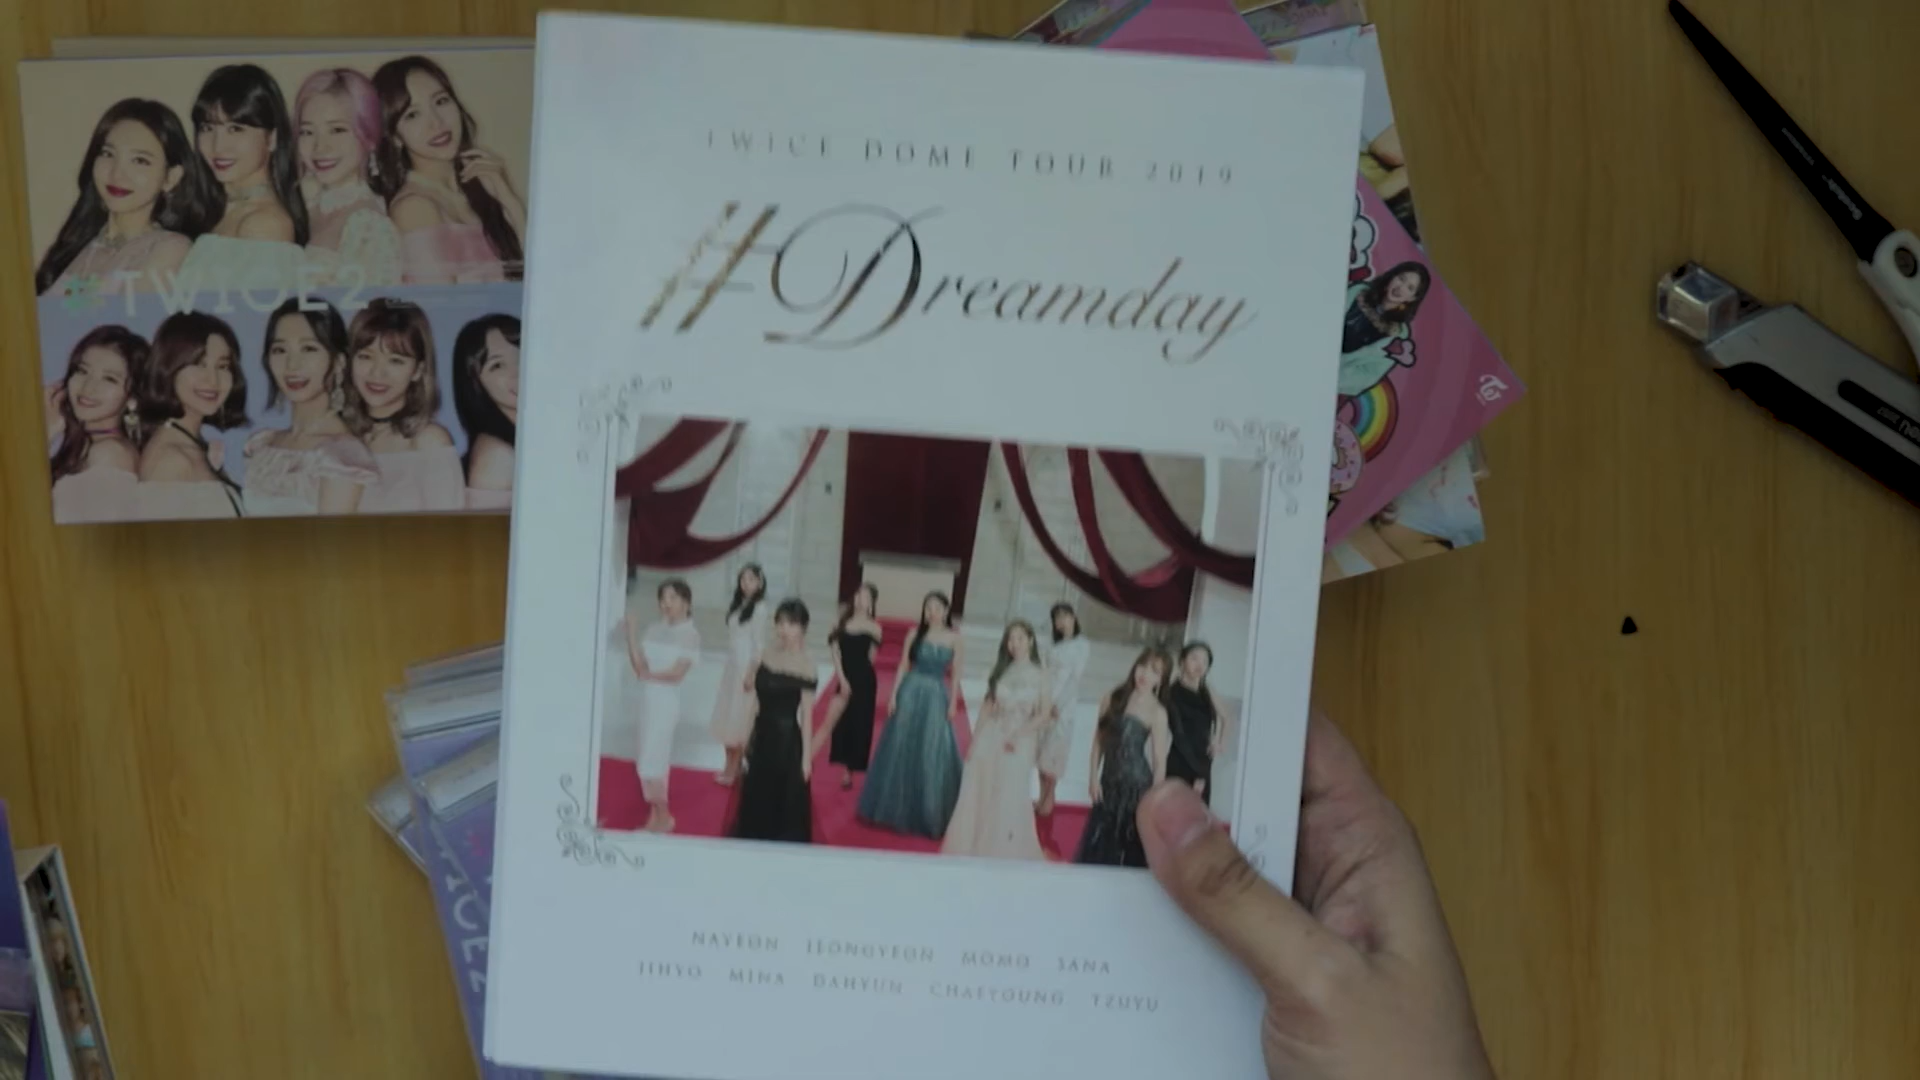 TWICE DOME TOUR 2019
#Dreamday
NAYEON JEONGYEON MOMO SANA
JIHYO MINA DAHYUN CHAEYOUNG TZUYU
#TWICE2